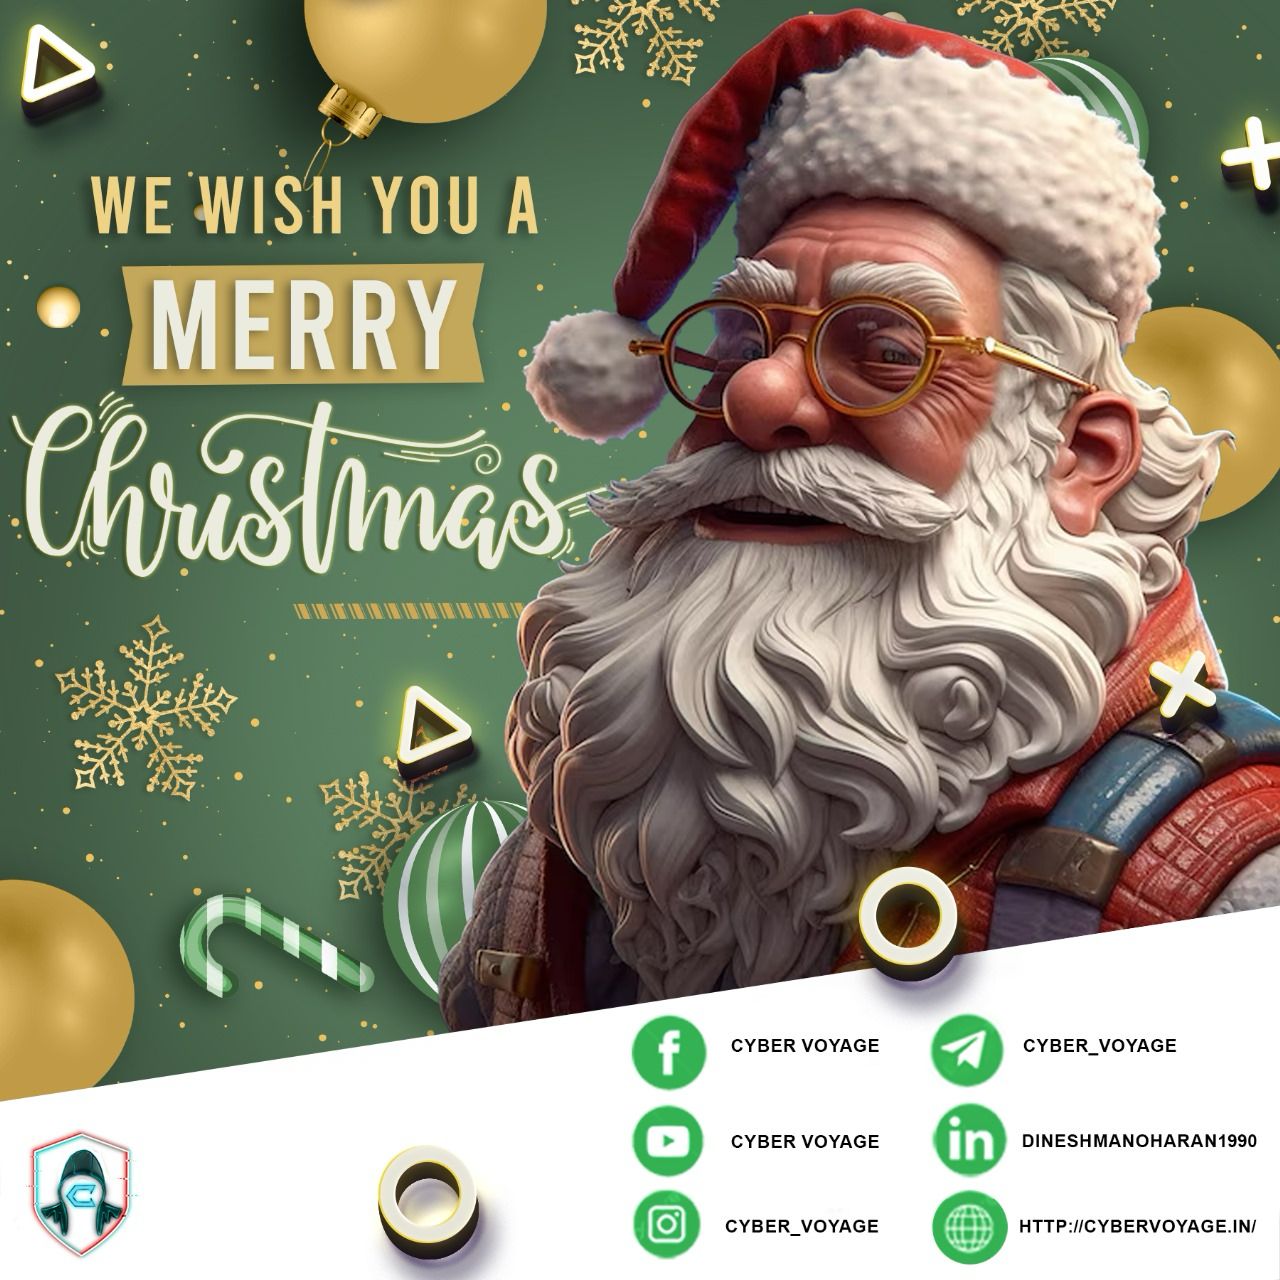 WE WISH YOU A
MERRY
Christmas
CYBER VOYAGE
CYBER_VOYAGE
CYBER VOYAGE
DINESHMANOHARAN1990
CYBER_VOYAGE
HTTP://CYBERVOYAGE.IN/